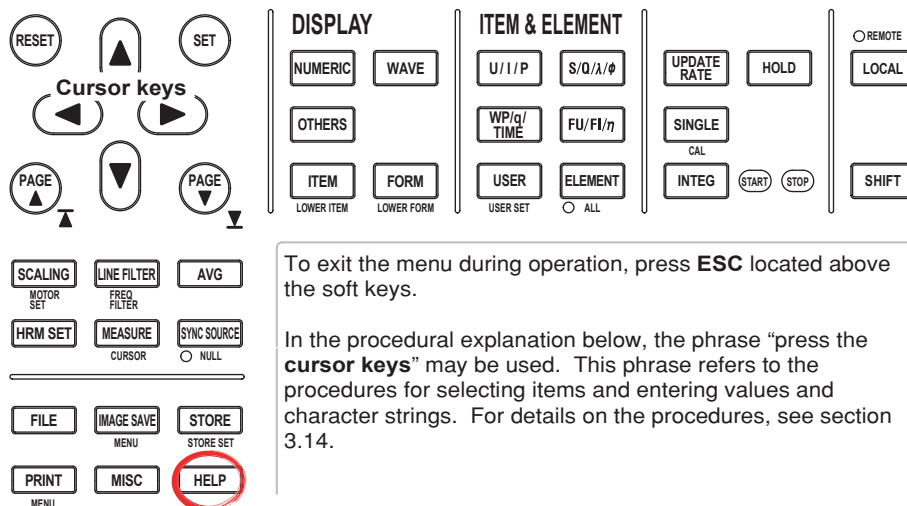 RESET
SET
Cursor keys
PAGE
PAGE
DISPLAY
NUMERIC
WAVE
OTHERS
ITEM
FORM
LOWER ITEM
LOWER FORM
ITEM & ELEMENT
U/I/P
S/Q/λ/ø
WP/q/
TIME
FU/FI/η
USER
ELEMENT
USER SET
ALL
UPDATE
RATE
HOLD
SINGLE
CAL
INTEG
START
STOP
REMOTE
LOCAL
SHIFT
SCALING
LINE FILTER
AVG
MOTOR
SET
FREQ
FILTER
HRM SET
MEASURE
SYNC SOURCE
CURSOR
NULL
FILE
IMAGE SAVE
STORE
MENU
STORE SET
PRINT
MISC
HELP
MENU
To exit the menu during operation, press ESC located above
the soft keys.
In the procedural explanation below, the phrase “press the
cursor keys” may be used. This phrase refers to the
procedures for selecting items and entering values and
character strings. For details on the procedures, see section
3.14.